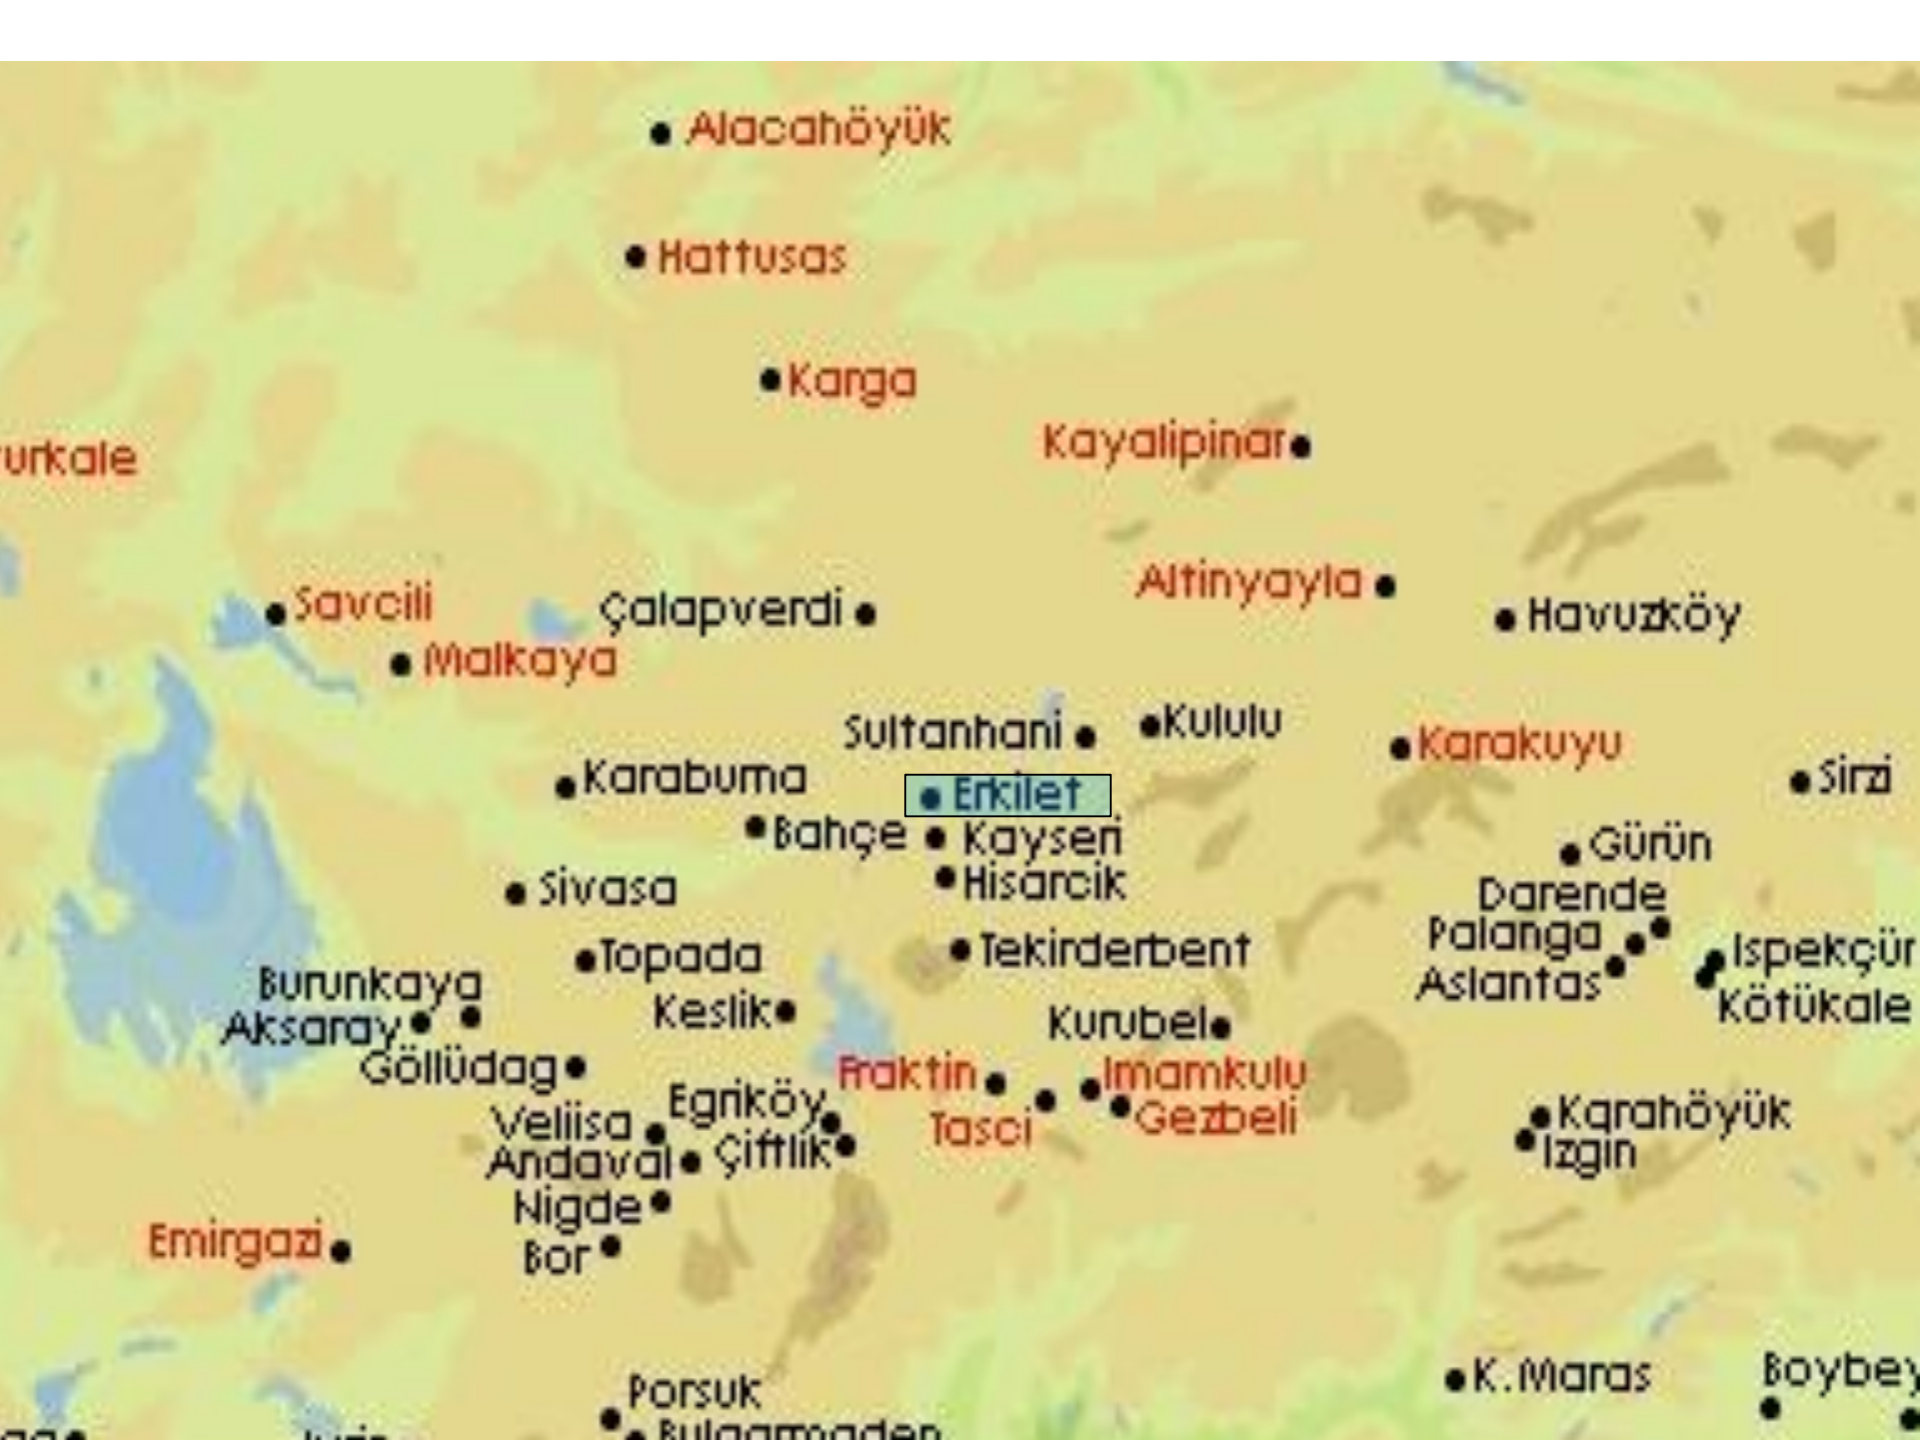 Alacahöyük
Hattusas
Karga
Kayalipinar
urkale
Altinyayla
Savcili
Çalapverdi
Havuzköy
Malkaya
Sultanhani
Kululu
Karakuyu
Karaburna
Erkilet
Sirzi
Bahçe
Kayseri
Gürün
Hisarcik
Sivasa
Darende
Palanga
Tekirderbent
Ispekçür
Topada
Aslantas
Burunkaya
Keslik
Kötükale
Aksaray
Kurubel
Göllüdag
Fraktin
Imamkulu
Egriköy
Veliisa
Tasci
Gezbeli
Karahöyük
Andaval
Çiftlik
Izgin
Nigde
Emirgazi
Bor
K.Maras
Boybey
Porsuk
Bulgarmaden